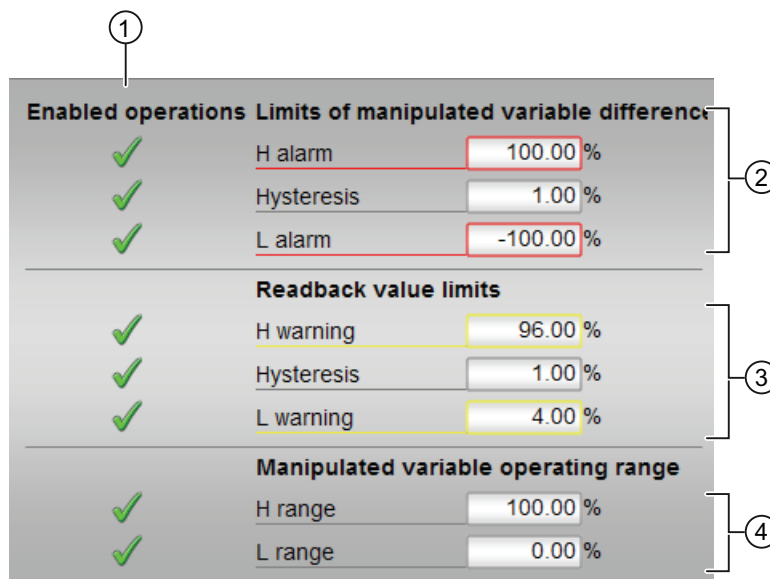 1
Enabled operations Limits of manipulated variable difference
H alarm 100.00 %
Hysteresis 1.00 %
L alarm -100.00 %
2
Readback value limits
H warning 96.00 %
Hysteresis 1.00 %
L warning 4.00 %
3
Manipulated variable operating range
H range 100.00 %
L range 0.00 %
4